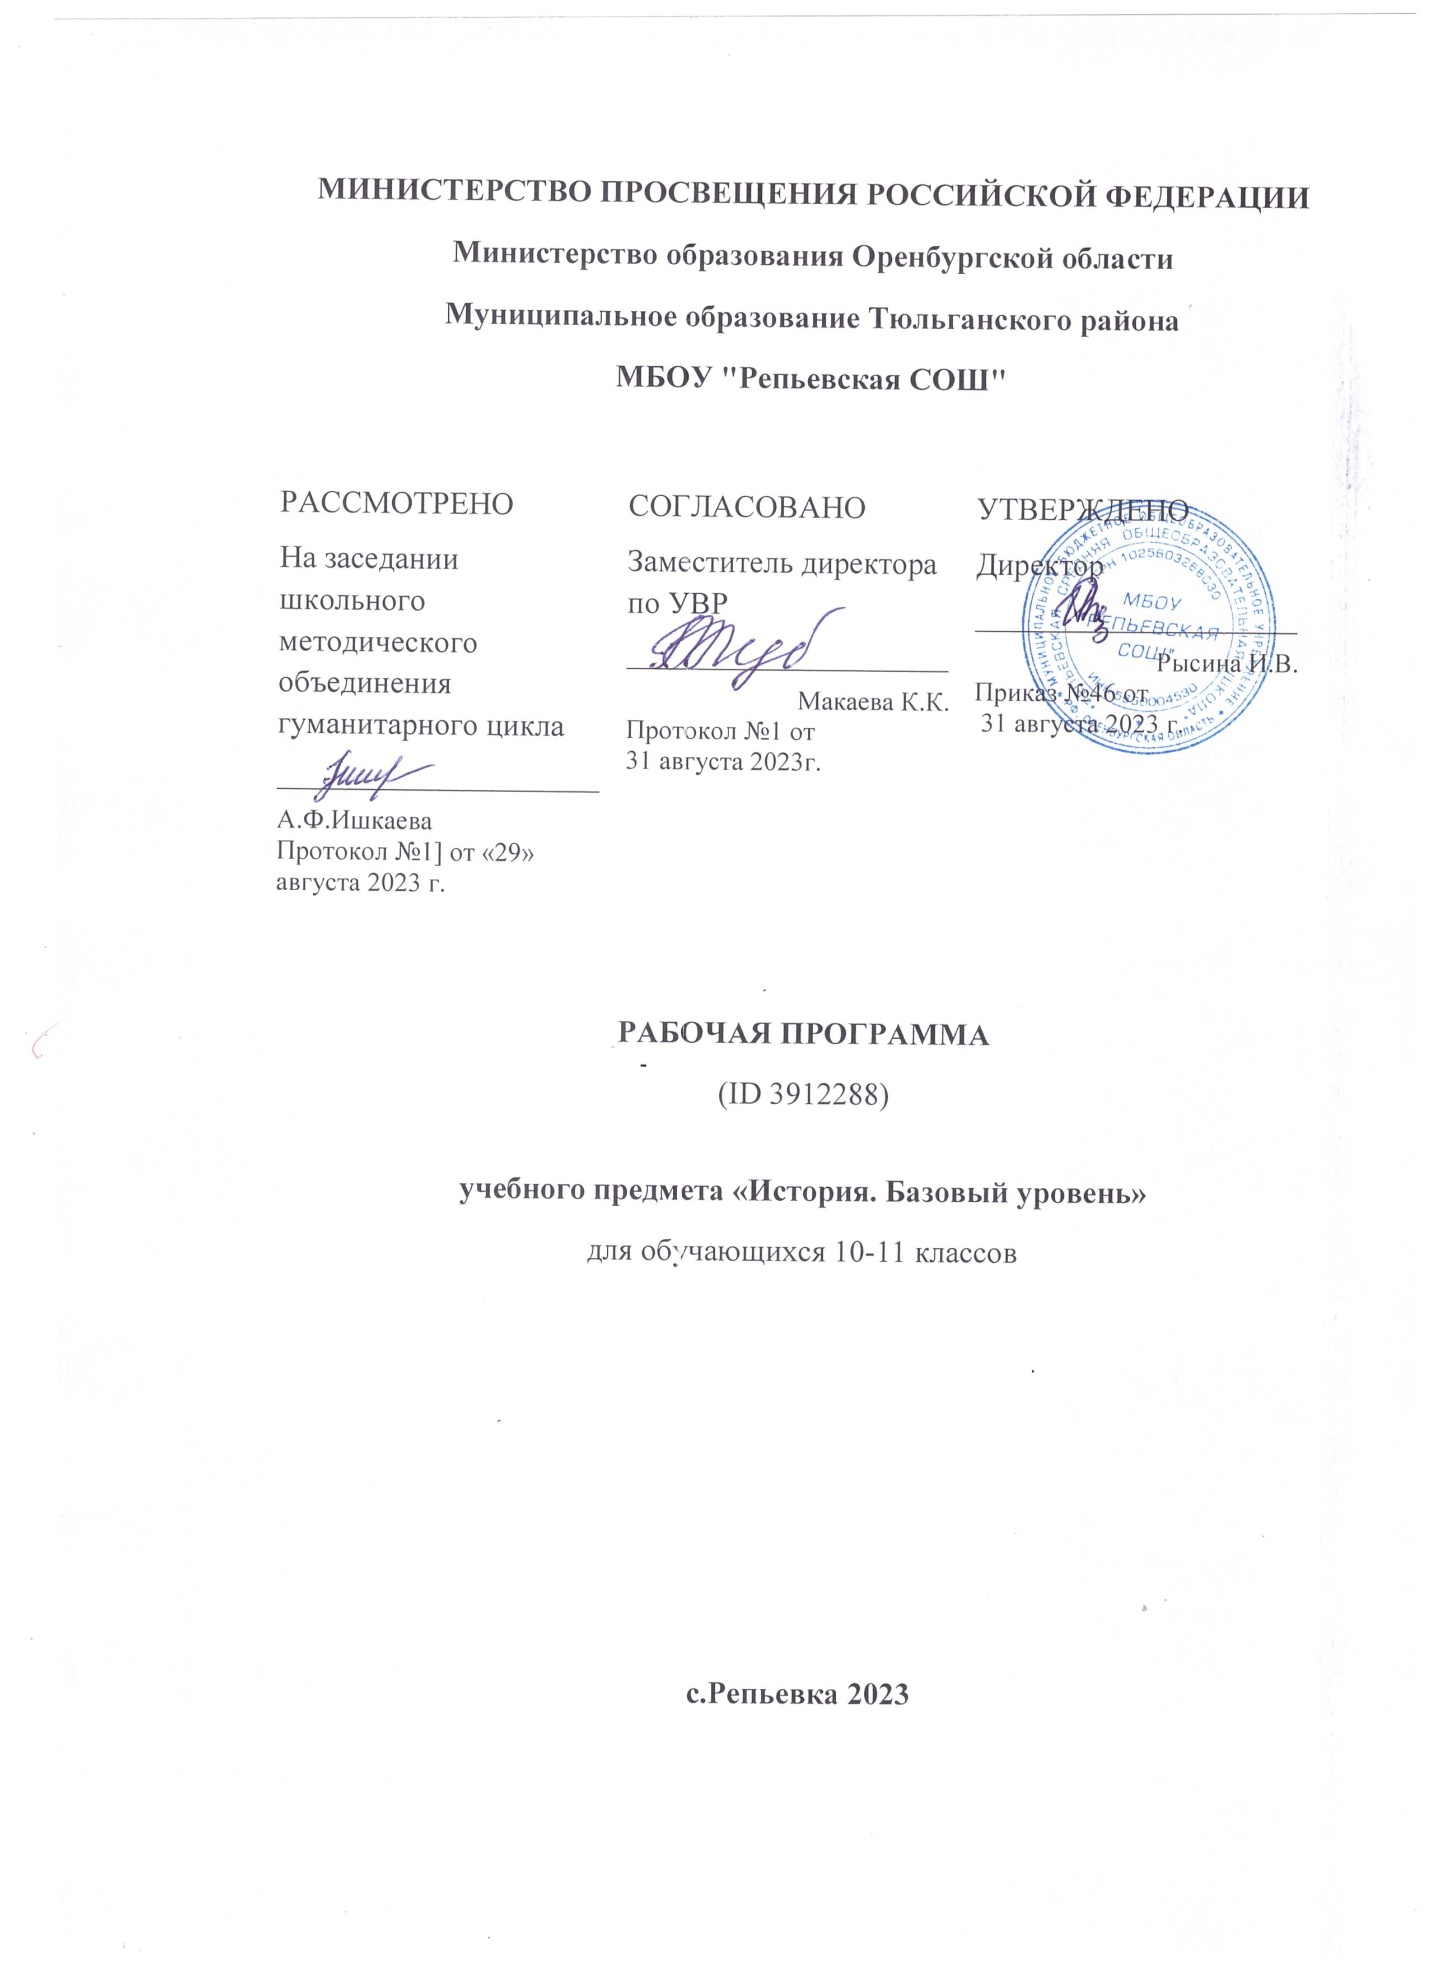 МИНИСТЕРСТВО ПРОСВЕЩЕНИЯ РОССИЙСКОЙ ФЕДЕРАЦИИ
Министерство образования Оренбургской области
Муниципальное образование Тюльганского района
МБОУ "Репьевская СОШ"
РАССМОТРЕНО
На заседании
школьного
методического
объединения
гуманитарного цикла
А.Ф.Ишкаева
Протокол №1] от «29»
августа 2023 г.
СОГЛАСОВАНО
Заместитель директора
по УВР
Макаева К.К.
Протокол №1 от
31 августа 2023г.
УТВЕРЖДЕНО
Директор
Рысина И.В.
Приказ №46 от
31 августа 2023 г.
МБОУ
РЕПЬЕВСКАЯ
СОШ"
РАБОЧАЯ ПРОГРАММА
(ID 3912288)
учебного предмета «История. Базовый уровень»
для обучающихся 10-11 классов
с.Репьевка 2023